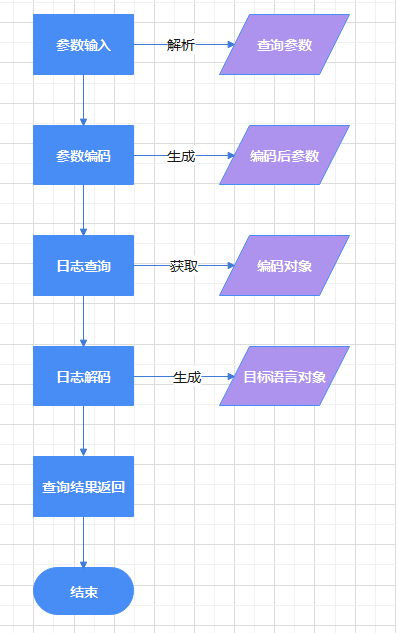 参数输入
解析
查询参数
参数编码
生成
编码后参数
日志查询
获取
编码对象
日志解码
生成
目标语言对象
查询结果返回
结束